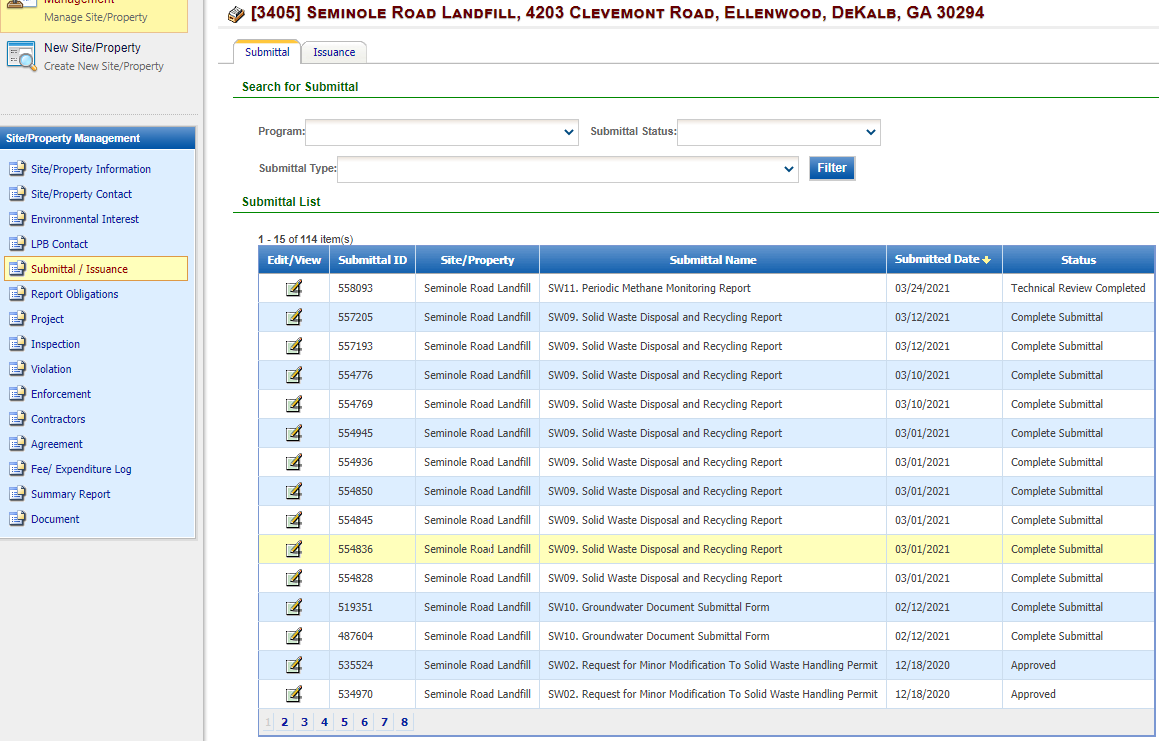 Management
Manage Site/Property
New Site/Property
Create New Site/Property
Site/Property Management
Site/Property Information
Site/Property Contact
Environmental Interest
LPB Contact
Submittal / Issuance
Report Obligations
Project
Inspection
Violation
Enforcement
Contractors
Agreement
Fee/ Expenditure Log
Summary Report
Document
[3405] Seminole Road Landfill, 4203 Clevemont Road, Ellenwood, DeKalb, GA 30294
Submittal Issuance
Search for Submittal
Program: Submittal Status:
Submittal Type: Filter
Submittal List
1 - 15 of 114 item(s)
Edit/View Submittal ID Site/Property Submittal Name Submitted Date Status
558093 Seminole Road Landfill SW11. Periodic Methane Monitoring Report 03/24/2021 Technical Review Completed
557205 Seminole Road Landfill SW09. Solid Waste Disposal and Recycling Report 03/12/2021 Complete Submittal
557193 Seminole Road Landfill SW09. Solid Waste Disposal and Recycling Report 03/12/2021 Complete Submittal
554776 Seminole Road Landfill SW09. Solid Waste Disposal and Recycling Report 03/10/2021 Complete Submittal
554769 Seminole Road Landfill SW09. Solid Waste Disposal and Recycling Report 03/10/2021 Complete Submittal
554945 Seminole Road Landfill SW09. Solid Waste Disposal and Recycling Report 03/01/2021 Complete Submittal
554936 Seminole Road Landfill SW09. Solid Waste Disposal and Recycling Report 03/01/2021 Complete Submittal
554850 Seminole Road Landfill SW09. Solid Waste Disposal and Recycling Report 03/01/2021 Complete Submittal
554845 Seminole Road Landfill SW09. Solid Waste Disposal and Recycling Report 03/01/2021 Complete Submittal
554836 Seminole Road Landfill SW09. Solid Waste Disposal and Recycling Report 03/01/2021 Complete Submittal
554828 Seminole Road Landfill SW09. Solid Waste Disposal and Recycling Report 03/01/2021 Complete Submittal
519351 Seminole Road Landfill SW10. Groundwater Document Submittal Form 02/12/2021 Complete Submittal
487604 Seminole Road Landfill SW10. Groundwater Document Submittal Form 02/12/2021 Complete Submittal
535524 Seminole Road Landfill SW02. Request for Minor Modification To Solid Waste Handling Permit 12/18/2020 Approved
534970 Seminole Road Landfill SW02. Request for Minor Modification To Solid Waste Handling Permit 12/18/2020 Approved
1 2 3 4 5 6 7 8